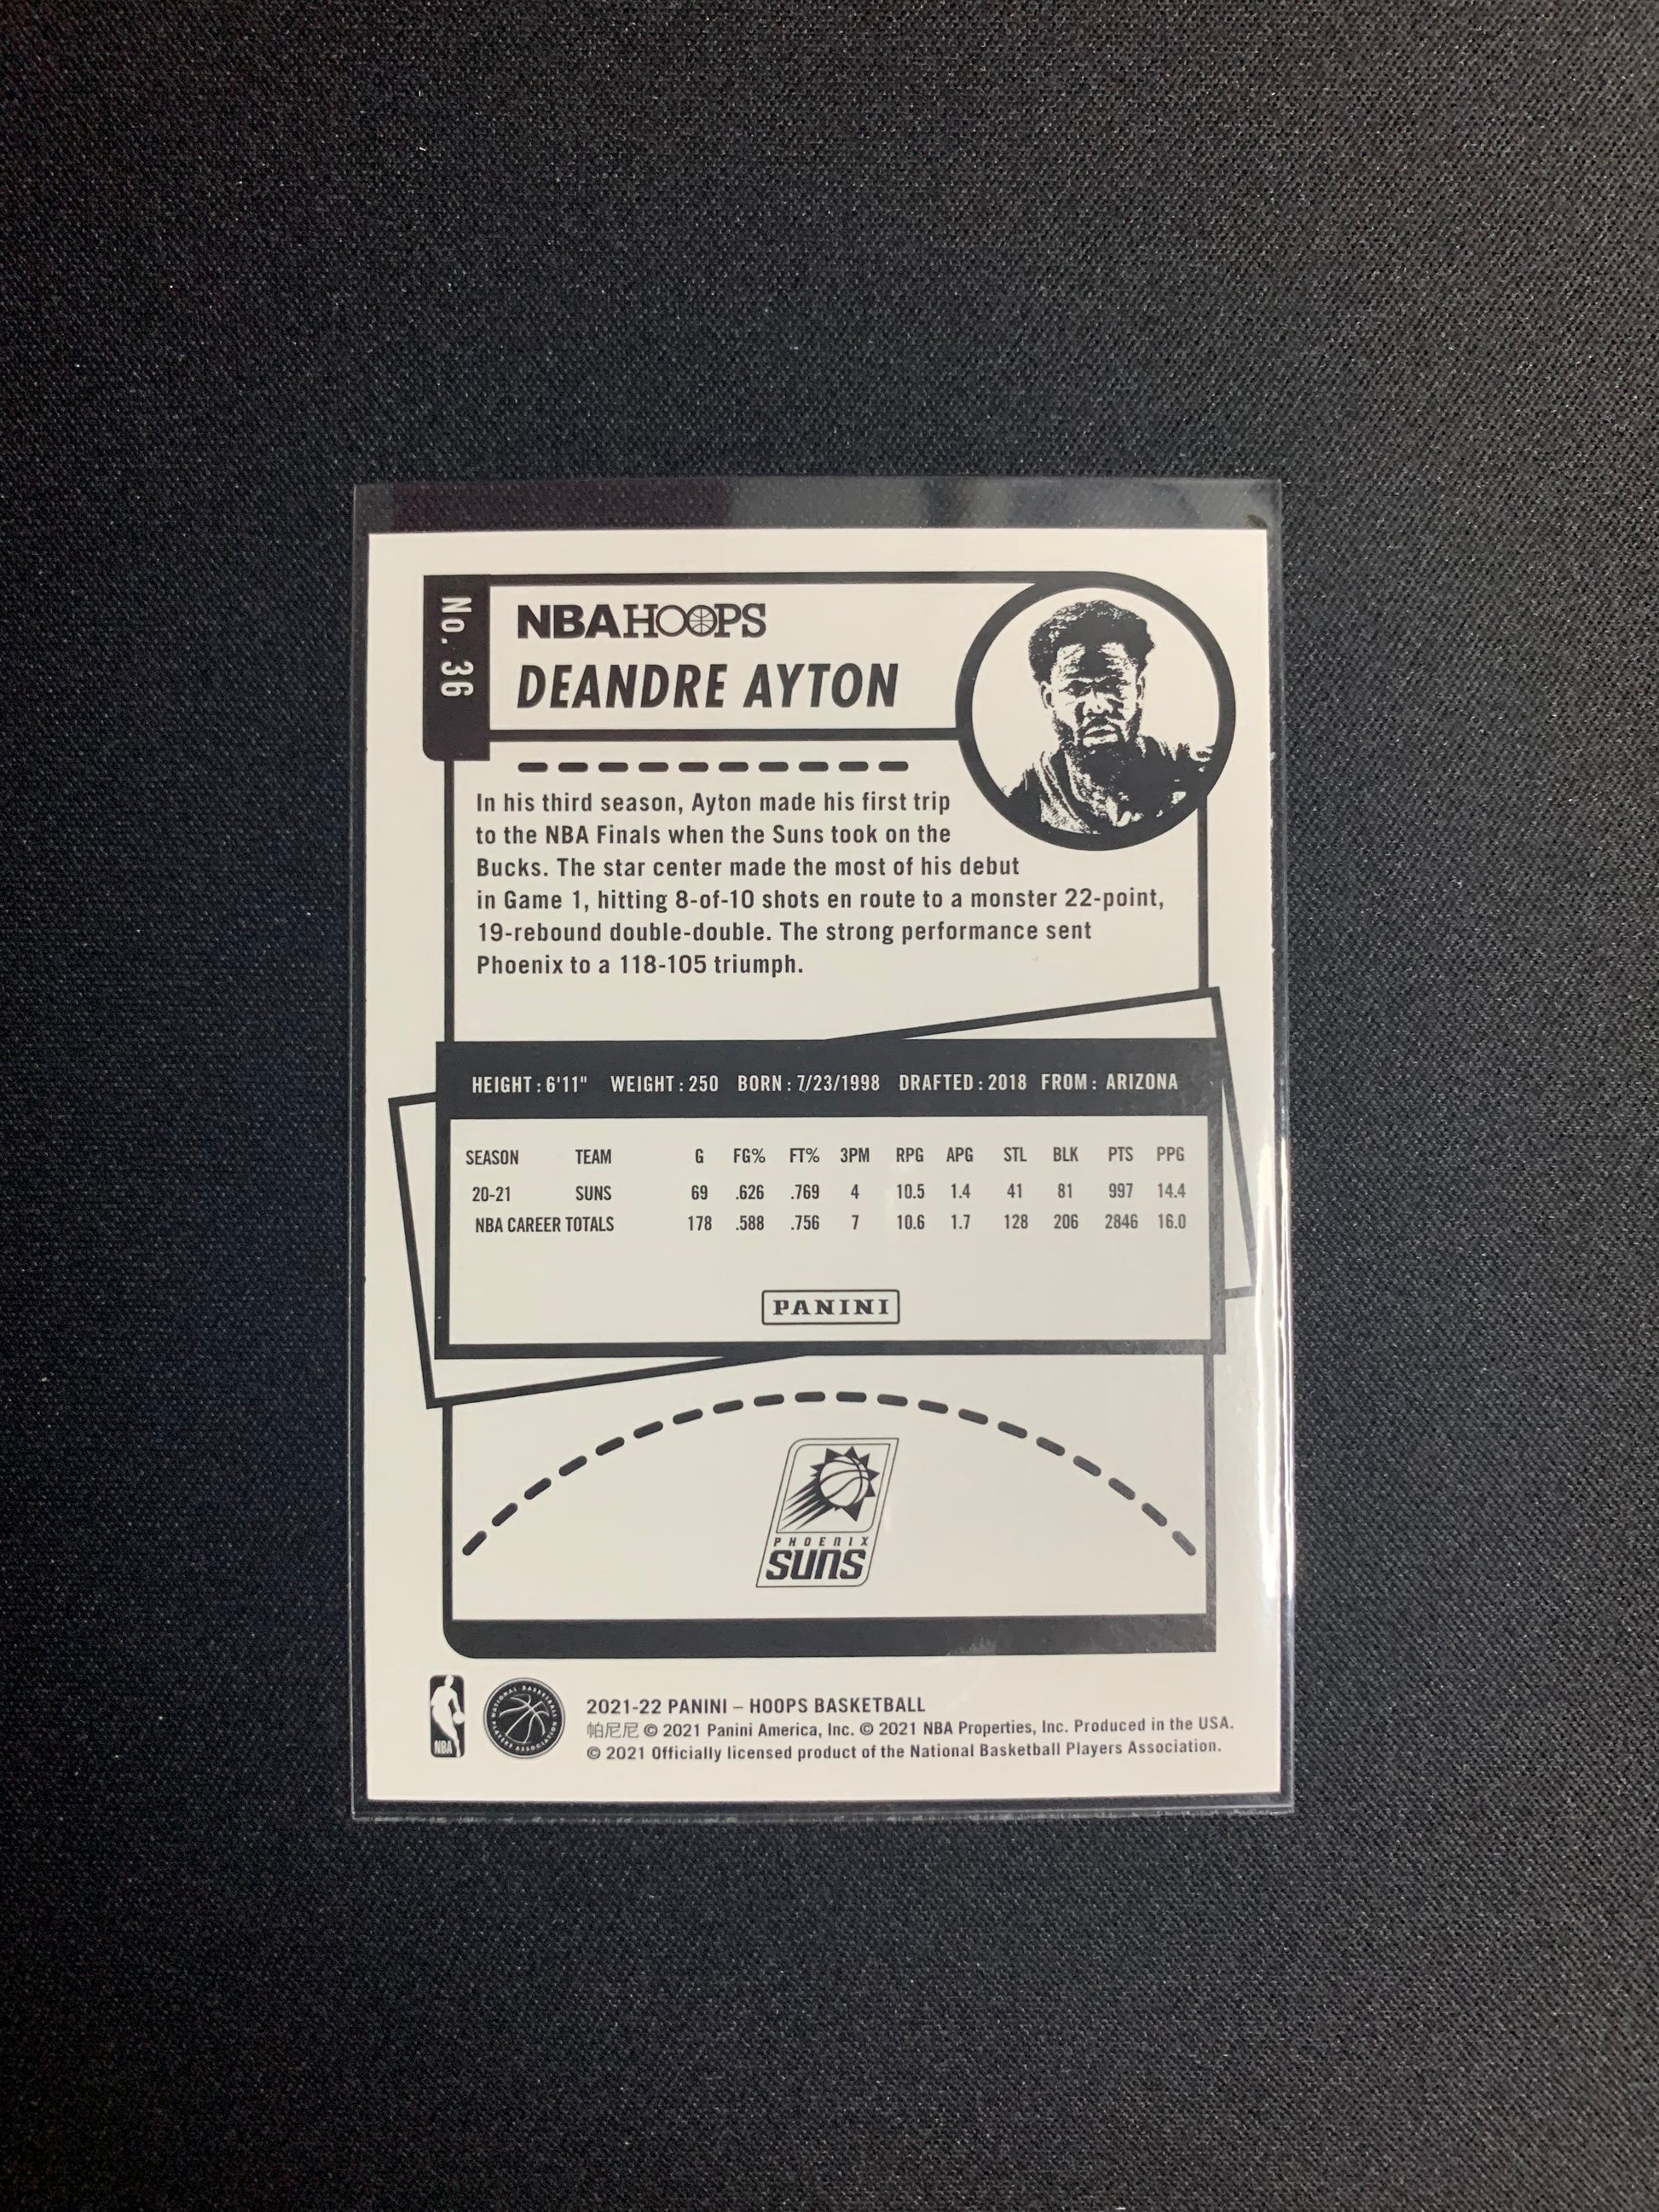 No. 36
NBA HOOPS
DEANDRE AYTON
In his third season, Ayton made his first trip
to the NBA Finals when the Suns took on the
Bucks. The star center made the most of his debut
in Game 1, hitting 8-of-10 shots en route to a monster 22-point,
19-rebound double-double. The strong performance sent
Phoenix to a 118-105 triumph.
HEIGHT: 6'11" WEIGHT: 250 BORN: 7/23/1998 DRAFTED: 2018 FROM: ARIZONA
SEASON TEAM G FG% FT% 3PM RPG APG STL BLK PTS PPG
20-21 SUNS 69 .626 .769 4 10.5 1.4 41 81 997 14.4
NBA CAREER TOTALS 178 .588 .756 7 10.6 1.7 128 206 2846 16.0
PANINI
PHOENIX
SUNS
NBA
NATIONAL BASKETBALL PLAYERS ASSOCIATION
2021-22 PANINI – HOOPS BASKETBALL
帕尼尼 © 2021 Panini America, Inc. © 2021 NBA Properties, Inc. Produced in the USA.
© 2021 Officially licensed product of the National Basketball Players Association.